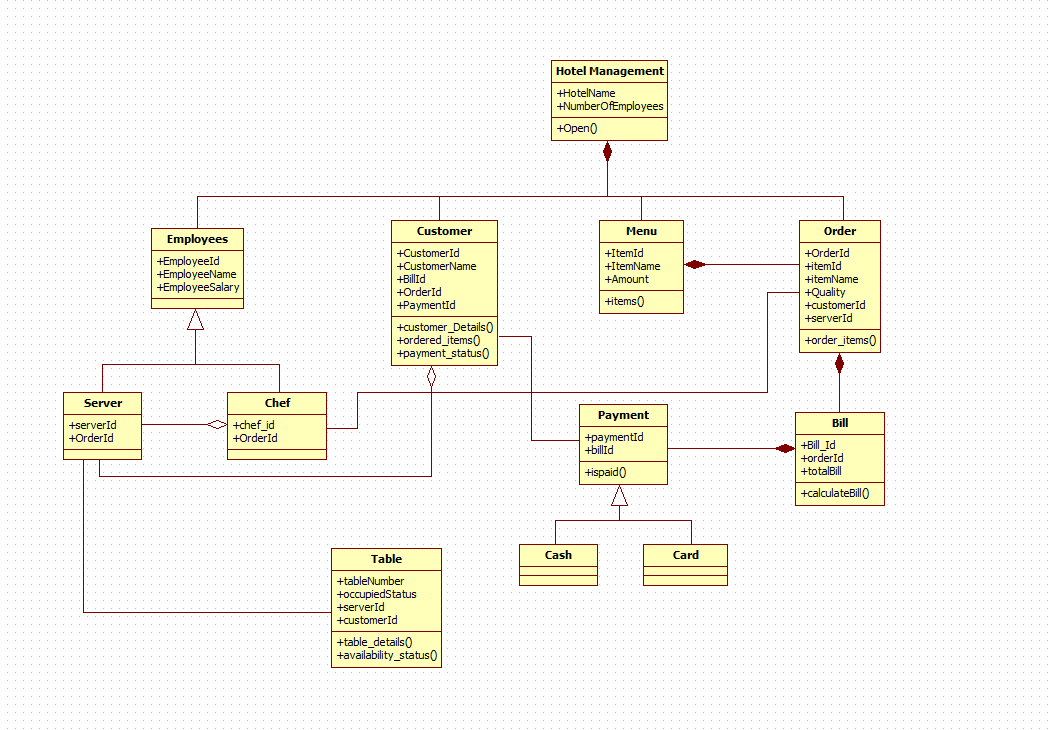 Hotel Management
+HotelName
+NumberOfEmployees
+Open()
Employees
+EmployeeId
+EmployeeName
+EmployeeSalary
Customer
+CustomerId
+CustomerName
+BillId
+OrderId
+PaymentId
+customer_Details()
+ordered_items()
+payment_status()
Menu
+ItemId
+ItemName
+Amount
+items()
Order
+OrderId
+itemId
+itemName
+Quality
+customerId
+serverId
+order_items()
Server
+serverId
+OrderId
Chef
+chef_id
+OrderId
Payment
+paymentId
+billId
+ispaid()
Bill
+Bill_Id
+orderId
+totalBill
+calculateBill()
Cash
Card
Table
+tableNumber
+occupiedStatus
+serverId
+customerId
+table_details()
+availability_status()